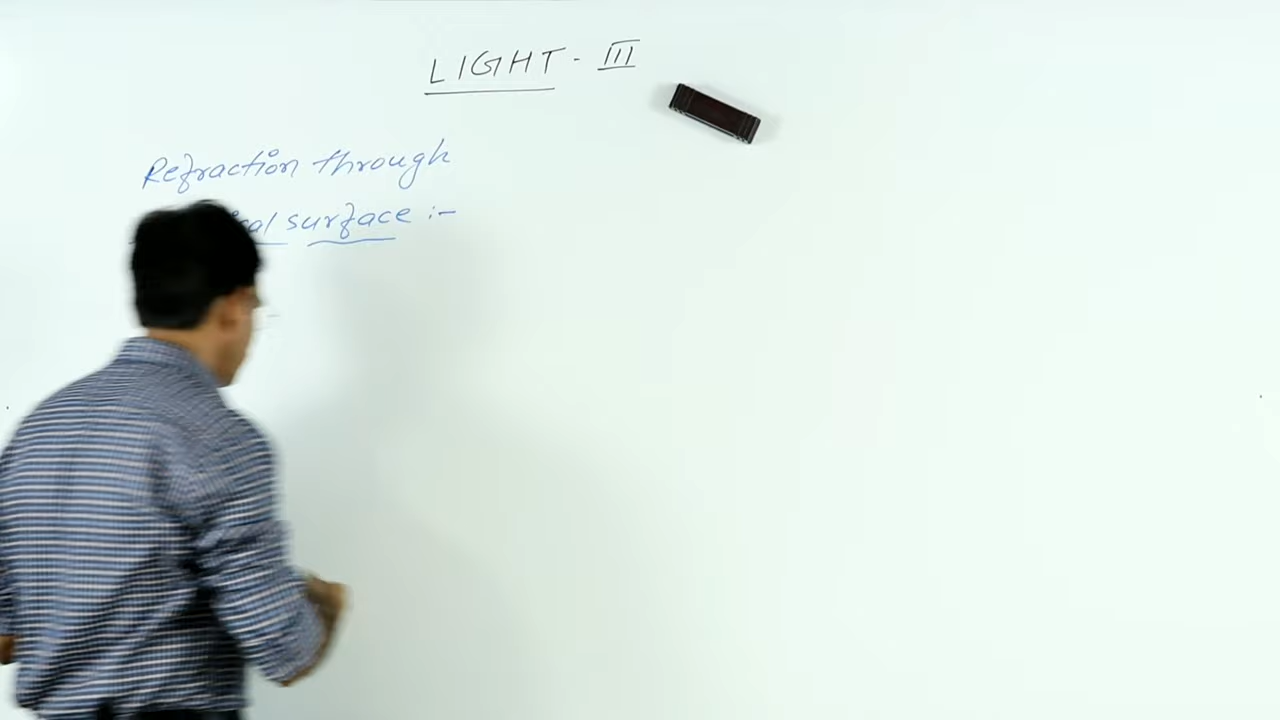 LIGHT - III
Refraction through
surface :-